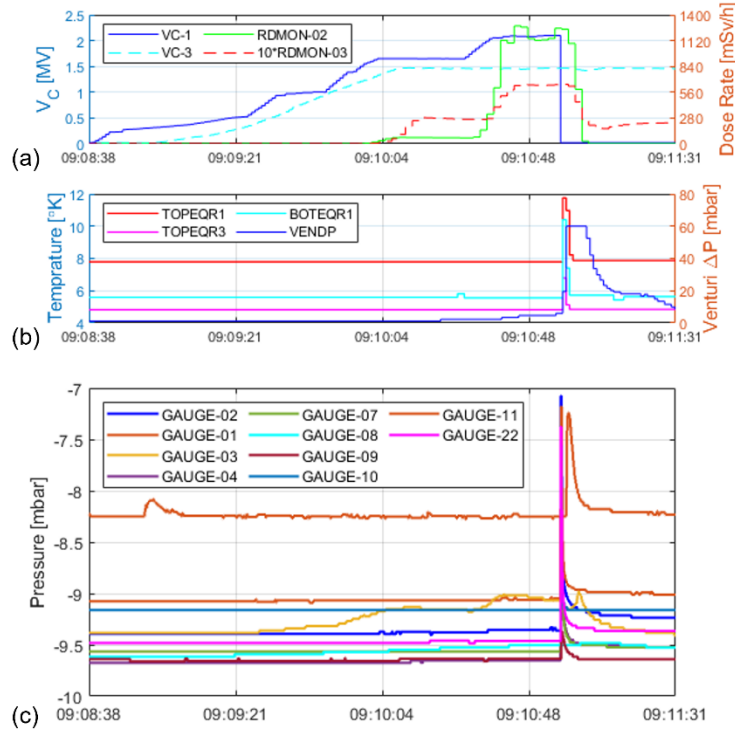 2.5
2
1.5
1
0.5
0
V_C [MV]
VC-1 RDMON-02
VC-3 10*RDMON-03
1400
1120
840
560
280
0
Dose Rate [mSv/h]
(a)
09:08:38 09:09:21 09:10:04 09:10:48 09:11:31
12
10
8
6
4
Temprature [°K]
TOPEQR1 BOTEQR1
TOPEQR3 VENDP
80
60
40
20
0
Venturi ΔP [mbar]
(b)
09:08:38 09:09:21 09:10:04 09:10:48 09:11:31
-7
-7.5
-8
-8.5
-9
-9.5
-10
Pressure [mbar]
GAUGE-02 GAUGE-07 GAUGE-11
GAUGE-01 GAUGE-08 GAUGE-22
GAUGE-03 GAUGE-09
GAUGE-04 GAUGE-10
(c)
09:08:38 09:09:21 09:10:04 09:10:48 09:11:31